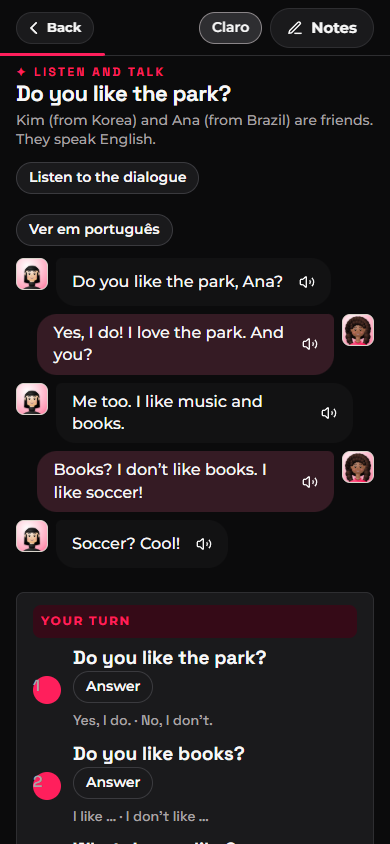 Back
Claro
Notes
✦ LISTEN AND TALK
Do you like the park?
Kim (from Korea) and Ana (from Brazil) are friends.
They speak English.
Listen to the dialogue
Ver em português
Do you like the park, Ana?
Yes, I do! I love the park. And
you?
Me too. I like music and
books.
Books? I don't like books. I
like soccer!
Soccer? Cool!
YOUR TURN
1
Do you like the park?
Answer
Yes, I do. · No, I don't.
2
Do you like books?
Answer
I like ... · I don't like ...